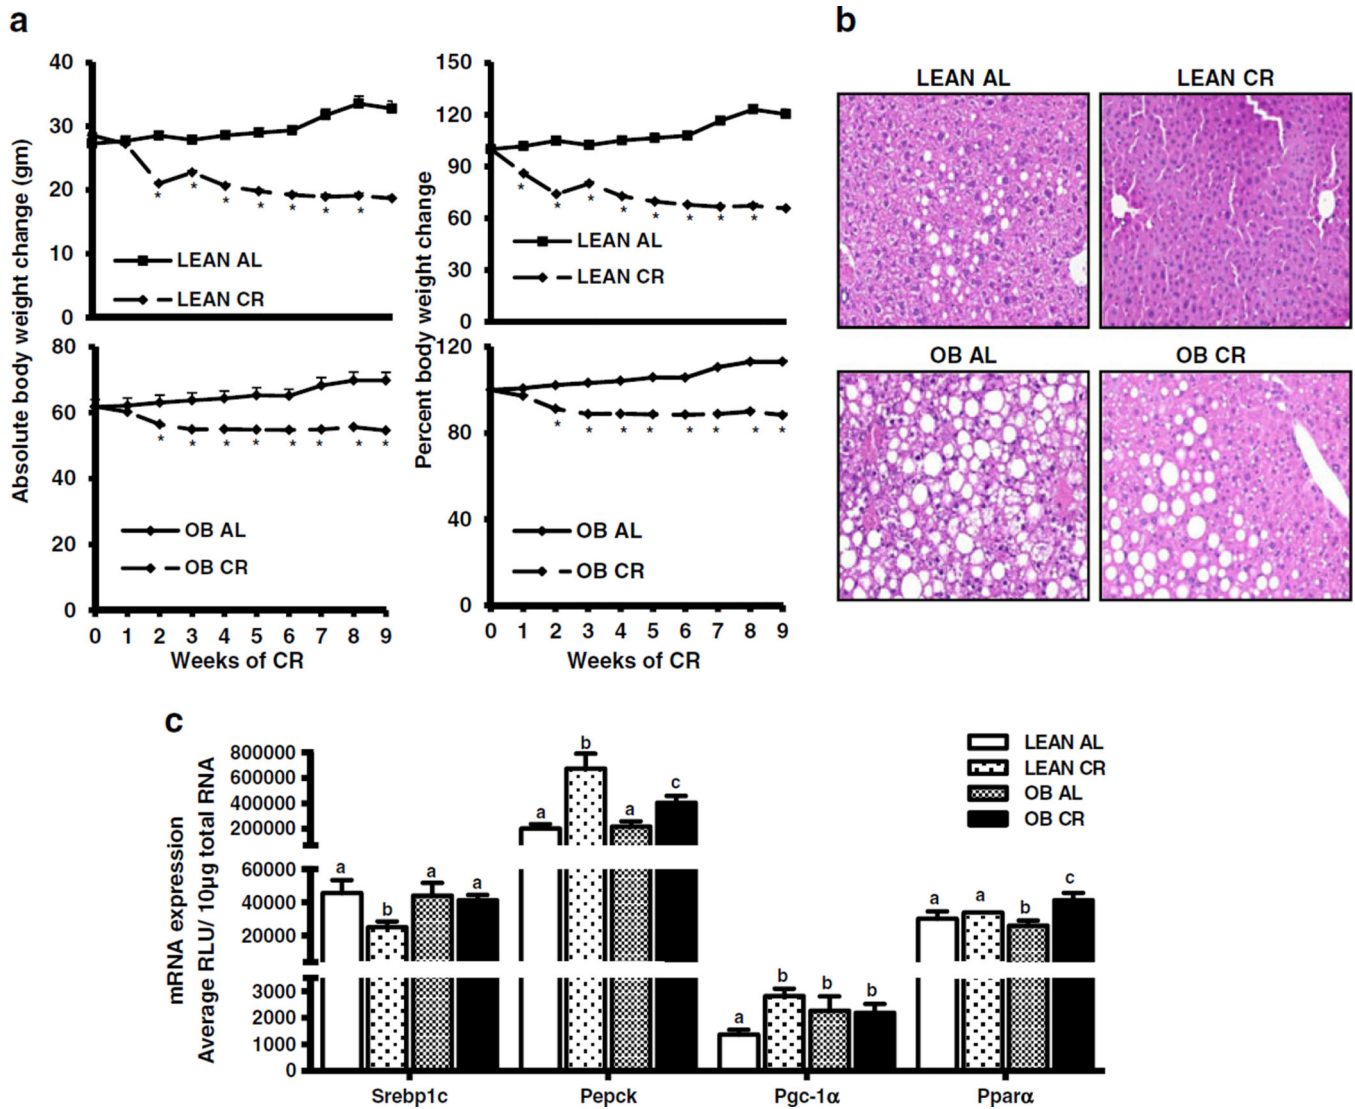 a
Absolute body weight change (gm)
40
30
20
10
0
* * * * * * *
LEAN AL
LEAN CR
80
60
40
20
0
* * * * * * * *
OB AL
OB CR
0 1 2 3 4 5 6 7 8 9
Weeks of CR
Percent body weight change
150
120
90
60
30
0
* * * * * * * *
LEAN AL
LEAN CR
120
80
40
0
* * * * * * * *
OB AL
OB CR
0 1 2 3 4 5 6 7 8 9
Weeks of CR
b
LEAN AL
LEAN CR
OB AL
OB CR
c
mRNA expression
Average RLU/ 10µg total RNA
800000
600000
400000
200000
60000
40000
20000
3000
2000
1000
0
a b a a
a b a c
a b b b
a a b c
Srebp1c Pepck Pgc-1α Pparα
LEAN AL
LEAN CR
OB AL
OB CR